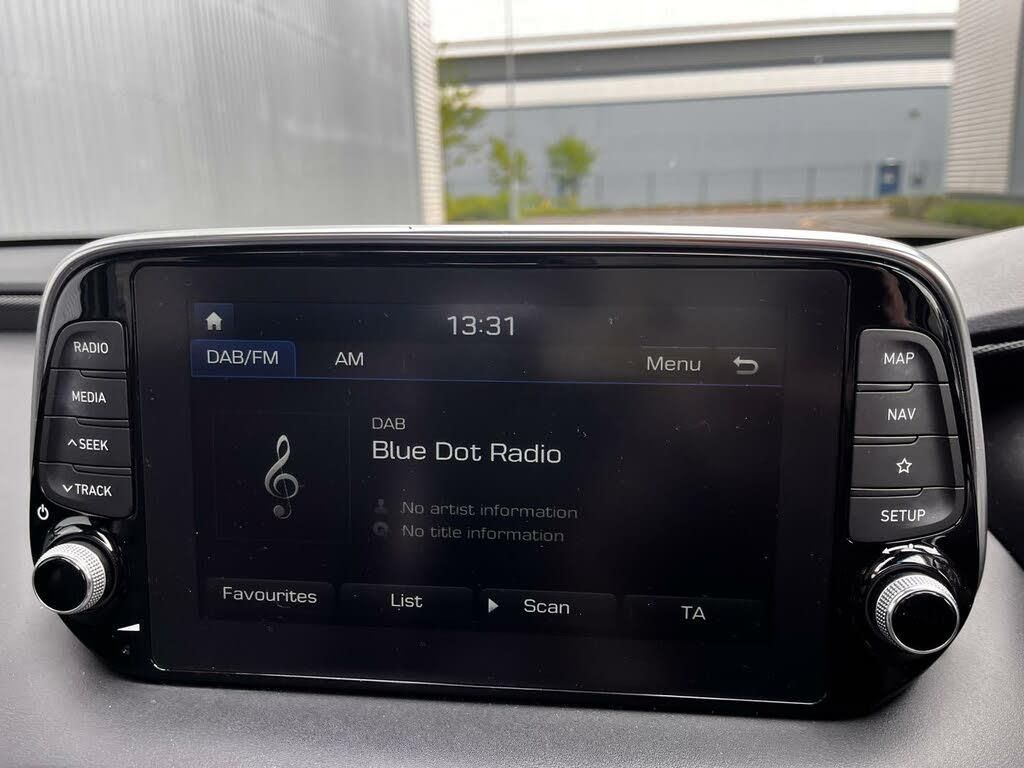 13:31
DAB/FM AM Menu
DAB
Blue Dot Radio
No artist information
No title information
Favourites List Scan TA
RADIO
MEDIA
SEEK
TRACK
MAP
NAV
SETUP